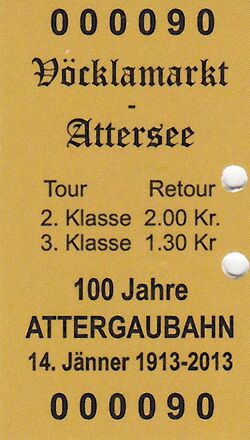 000090
Vöcklamarkt
-
Attersee
Tour Retour
2. Klasse 2.00 Kr.
3. Klasse 1.30 Kr
100 Jahre
ATTERGAUBAHN
14. Jänner 1913-2013
000090